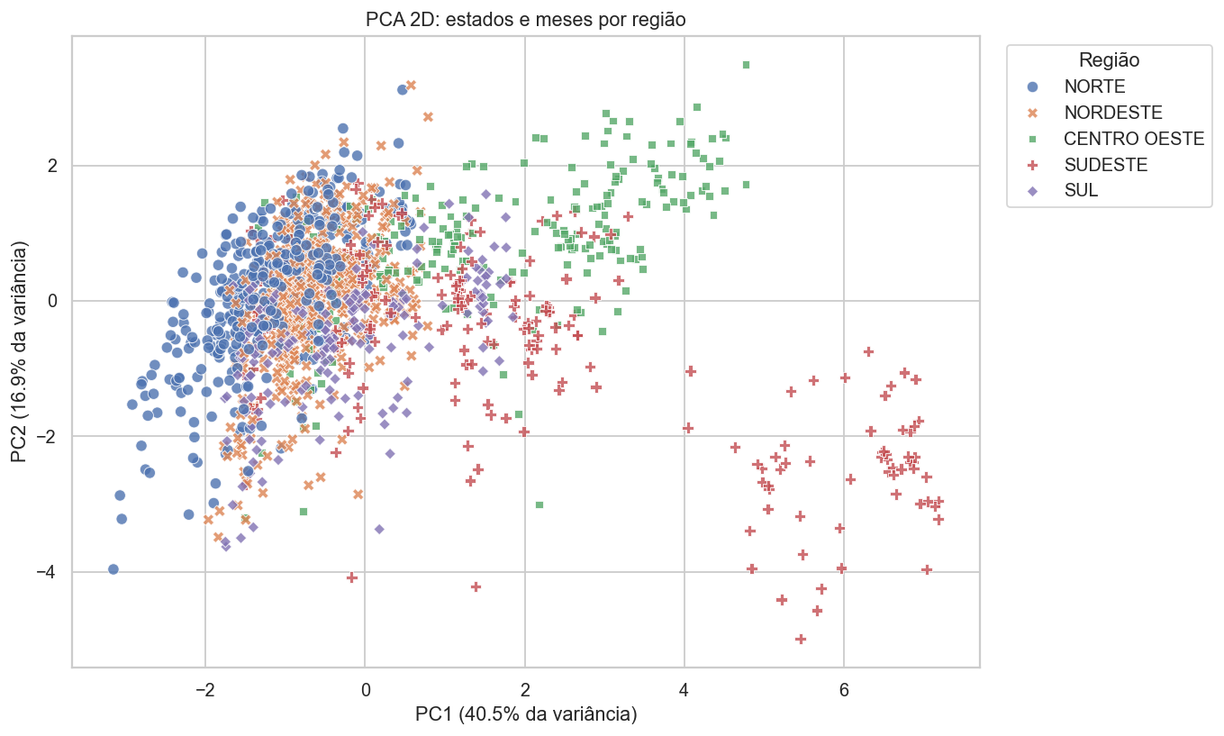 PCA 2D: estados e meses por região
Região
NORTE
NORDESTE
CENTRO OESTE
SUDESTE
SUL
2
0
−2
−4
PC2 (16.9% da variância)
−2
0
2
4
6
PC1 (40.5% da variância)